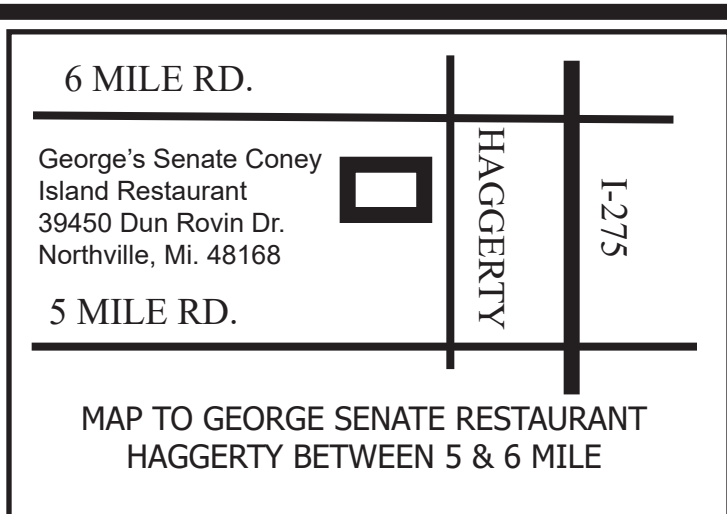 6 MILE RD.
George's Senate Coney
Island Restaurant
39450 Dun Rovin Dr.
Northville, Mi. 48168
HAGGERTY
I-275
5 MILE RD.
MAP TO GEORGE SENATE RESTAURANT
HAGGERTY BETWEEN 5 & 6 MILE